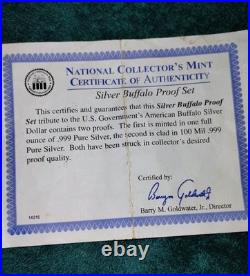 NATIONAL COLLECTOR'S MINT
CERTIFICATE OF AUTHENTICITY
Silver Buffalo Proof Set
This certifies and guarantees that this Silver Buffalo Proof
Set tribute to the U.S. Government's American Buffalo Silver
Dollar contains two proofs. The first is minted in one full
ounce of .999 Pure Silver, the second is clad in 100 Mil .999
Pure Silver. Both have been struck in collector's desired
proof quality.
Certified by:
Barry Goldwater
Barry M. Goldwater, Jr., Director